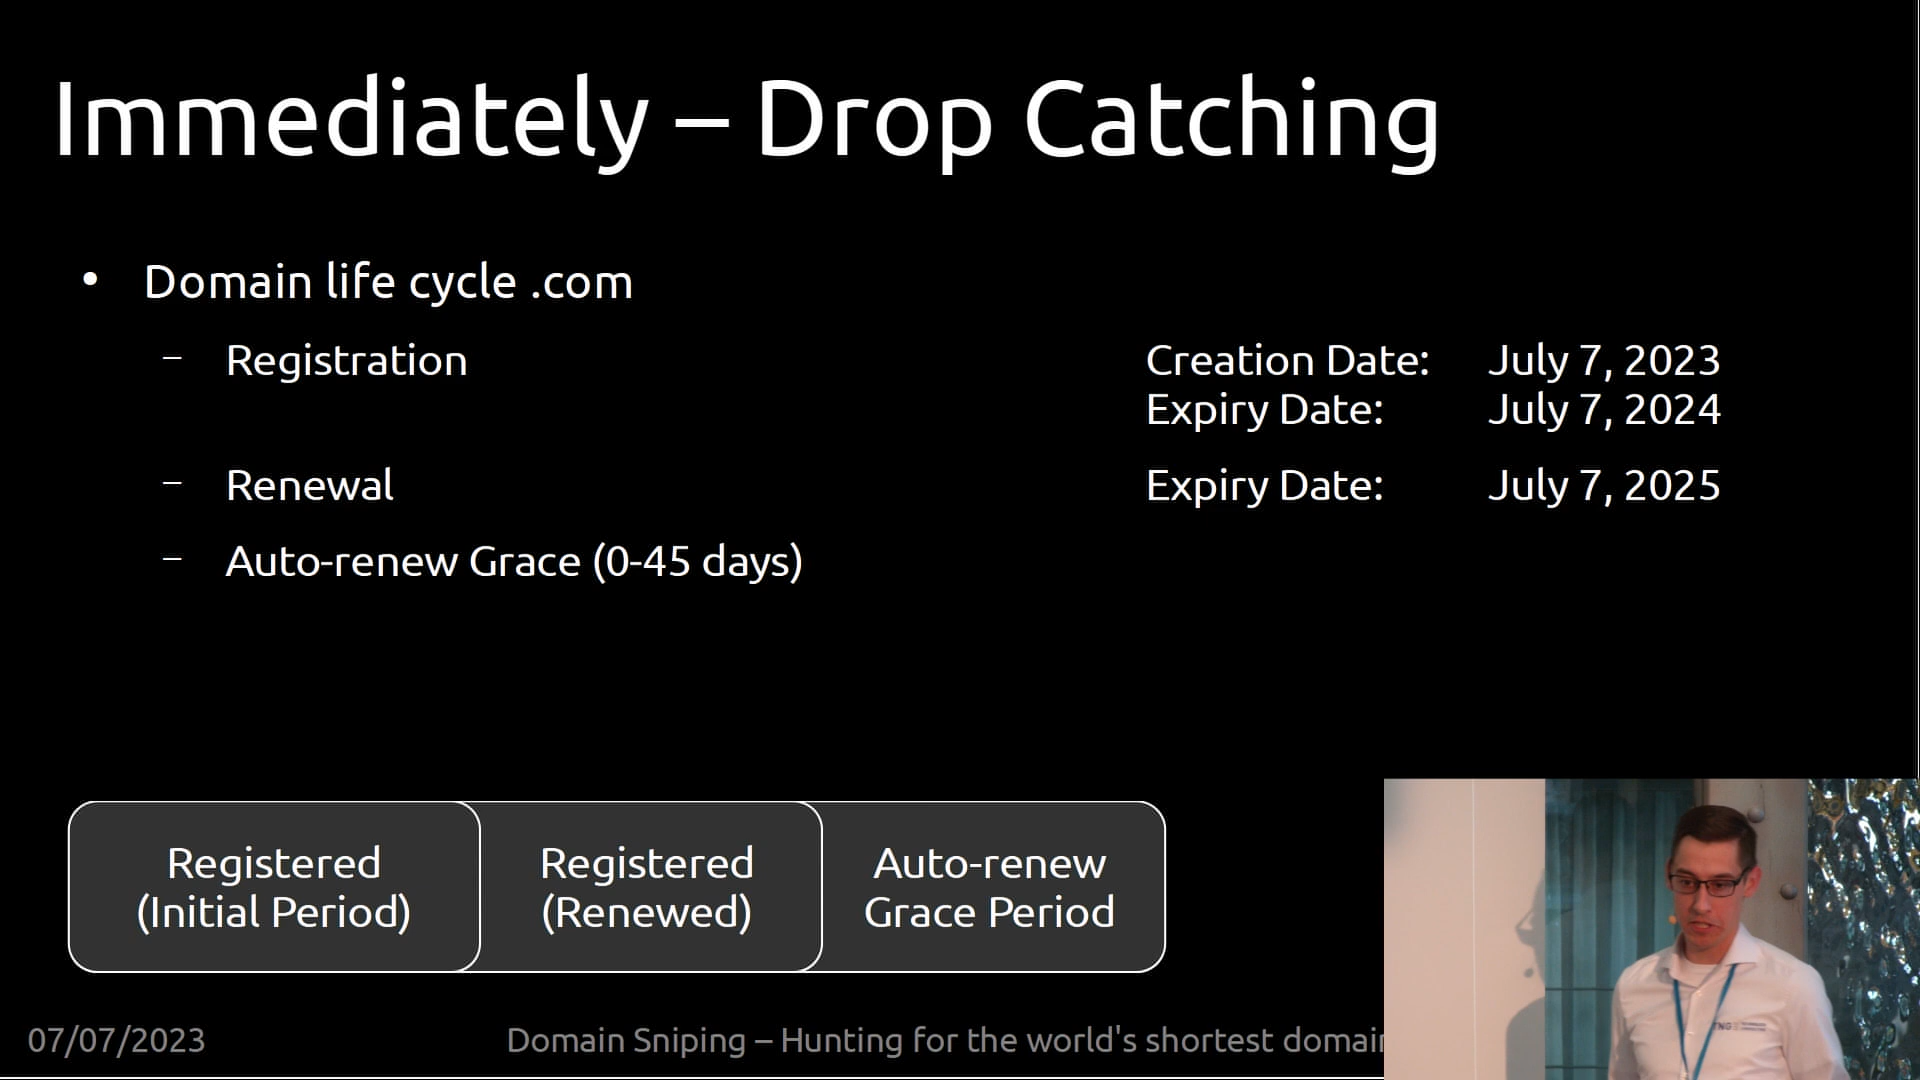 Immediately – Drop Catching
• Domain life cycle .com
– Registration
Creation Date: July 7, 2023
Expiry Date: July 7, 2024
– Renewal
Expiry Date: July 7, 2025
– Auto-renew Grace (0-45 days)
Registered
(Initial Period)
Registered
(Renewed)
Auto-renew
Grace Period
07/07/2023
Domain Sniping – Hunting for the world's shortest domain